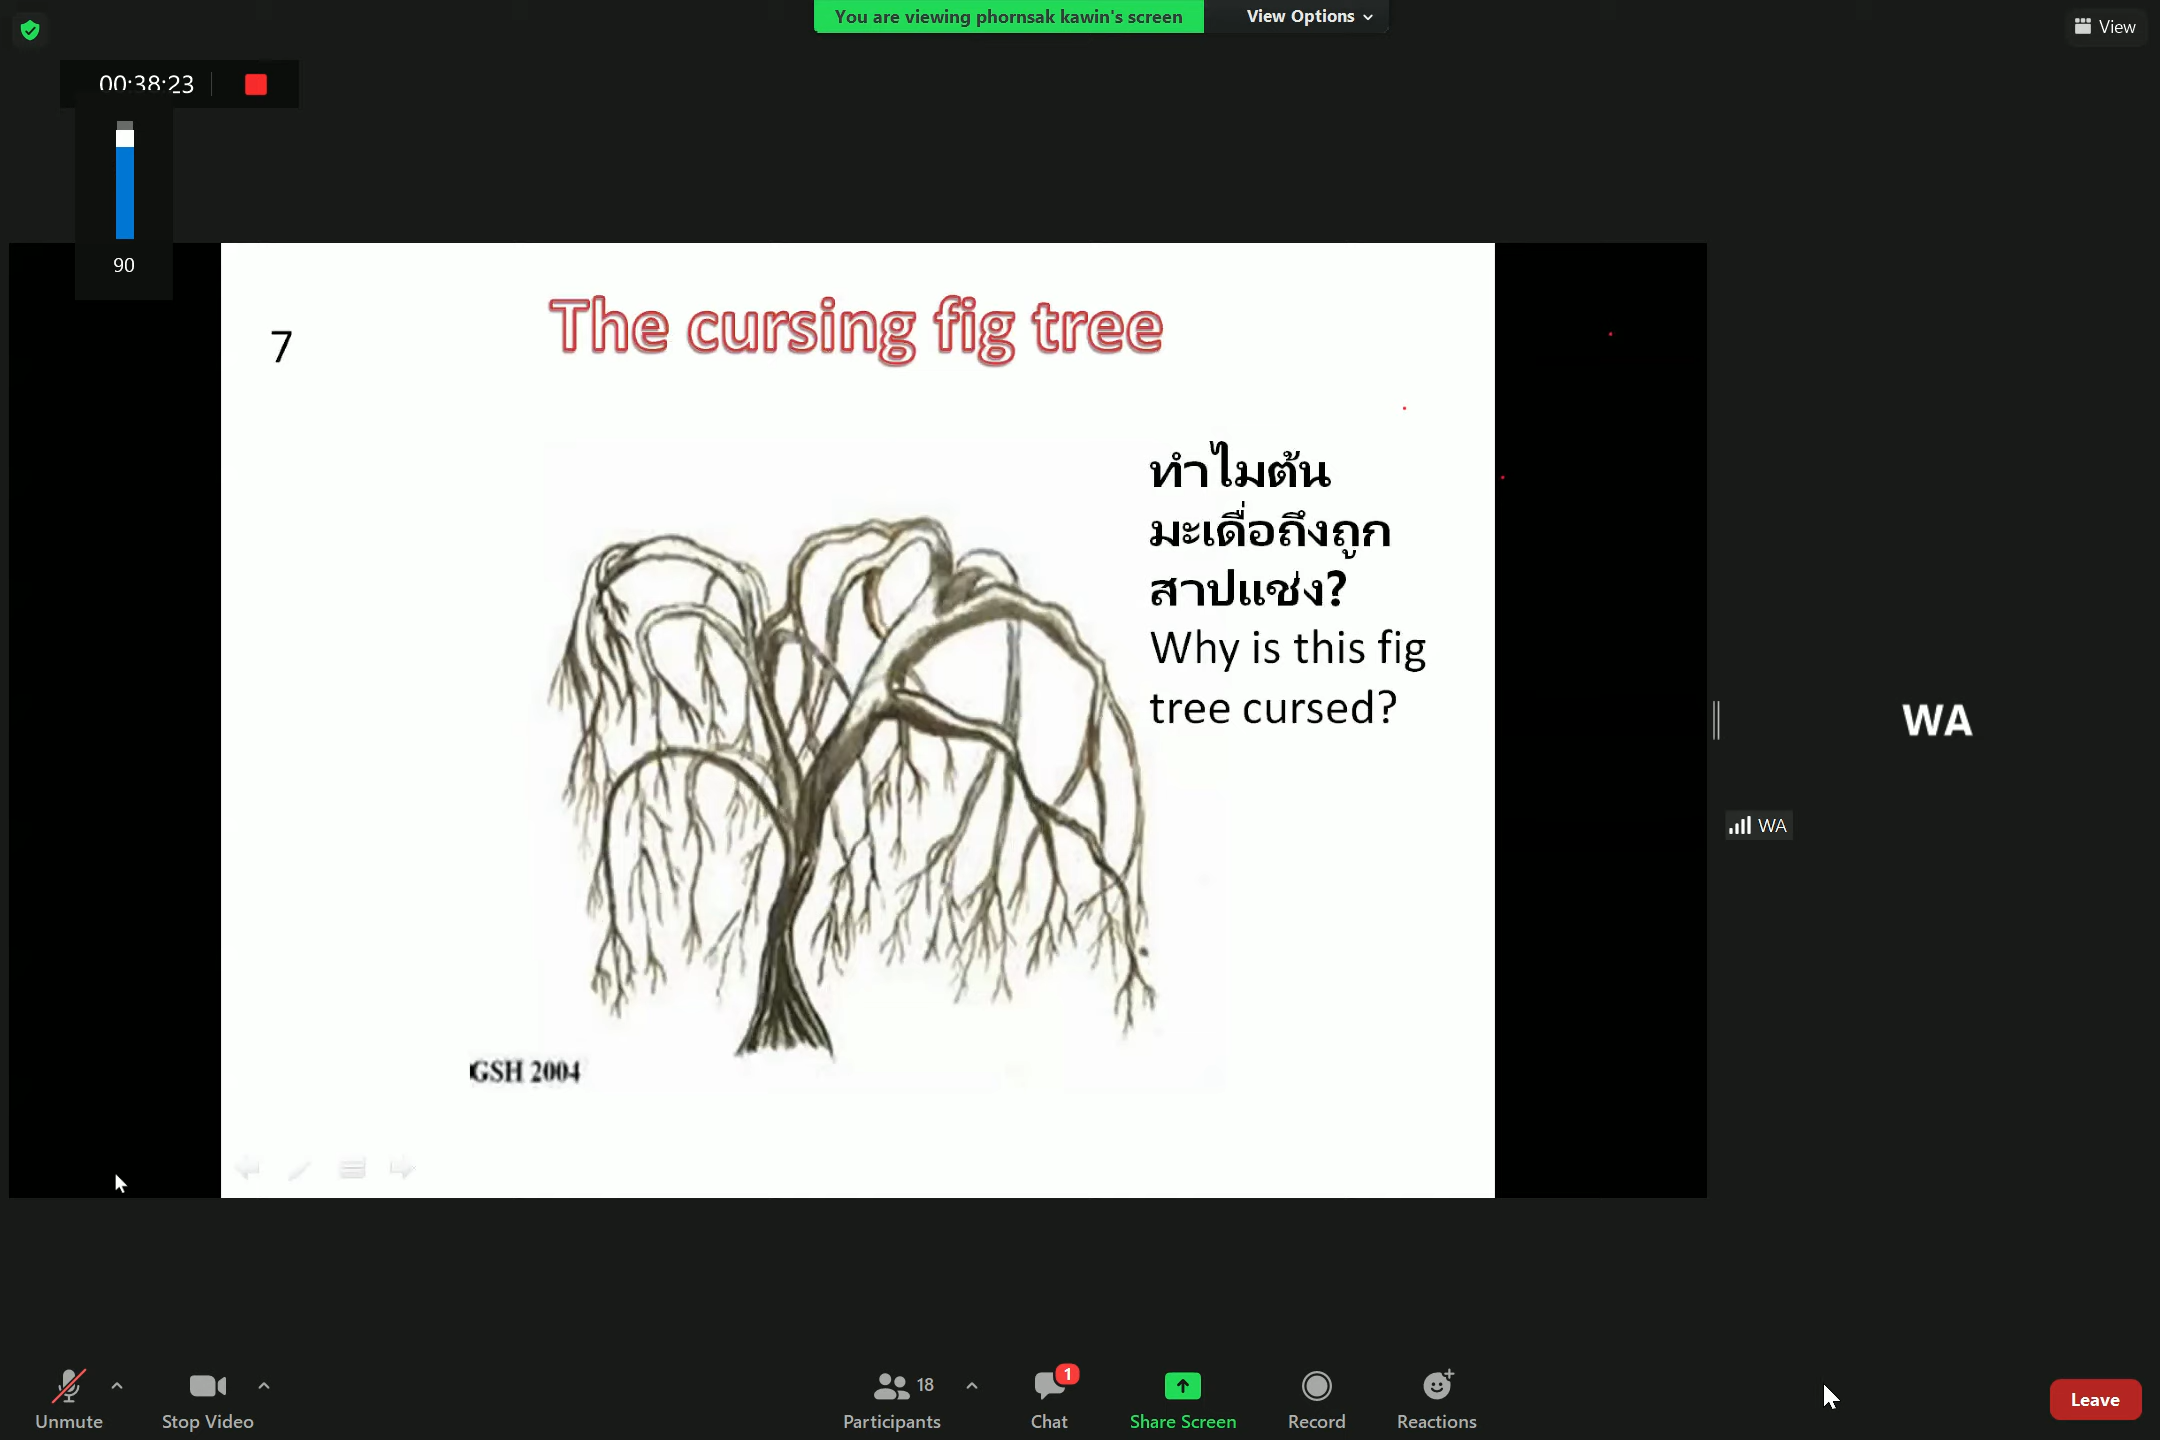 You are viewing phornsak kawin's screen
View Options
View
00:38:23
90
7
The cursing fig tree
ทำไมต้น
มะเดื่อถึงถูก
สาปแช่ง?
Why is this fig
tree cursed?
GSH 2004
WA
WA
Unmute
Stop Video
18
Participants
1
Chat
Share Screen
Record
Reactions
Leave